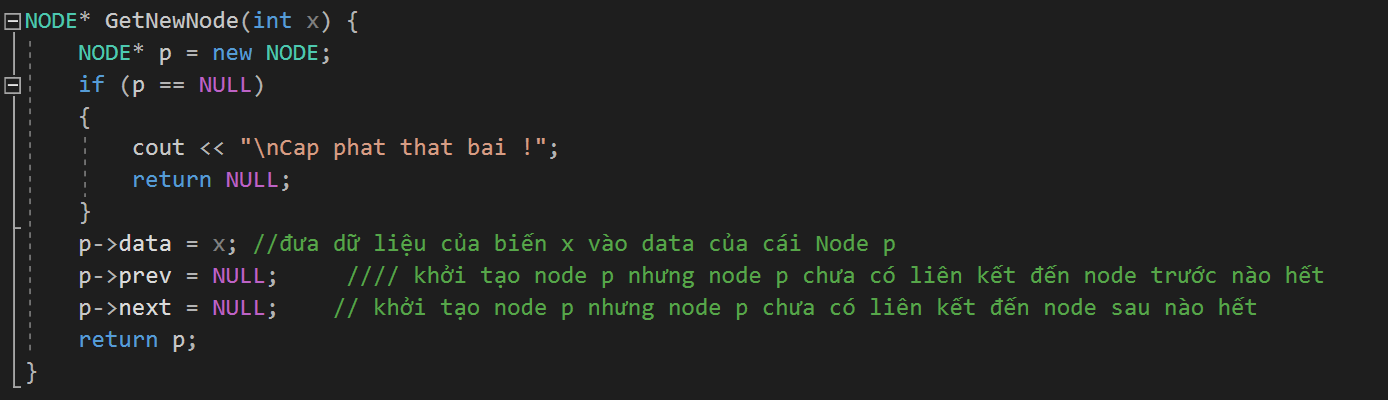 NODE* GetNewNode(int x) {
    NODE* p = new NODE;
    if (p == NULL)
    {
        cout << "\nCap phat that bai !";
        return NULL;
    }
    p->data = x; //đưa dữ liệu của biến x vào data của cái Node p
    p->prev = NULL;     //// khởi tạo node p nhưng node p chưa có liên kết đến node trước nào hết
    p->next = NULL;    // khởi tạo node p nhưng node p chưa có liên kết đến node sau nào hết
    return p;
}